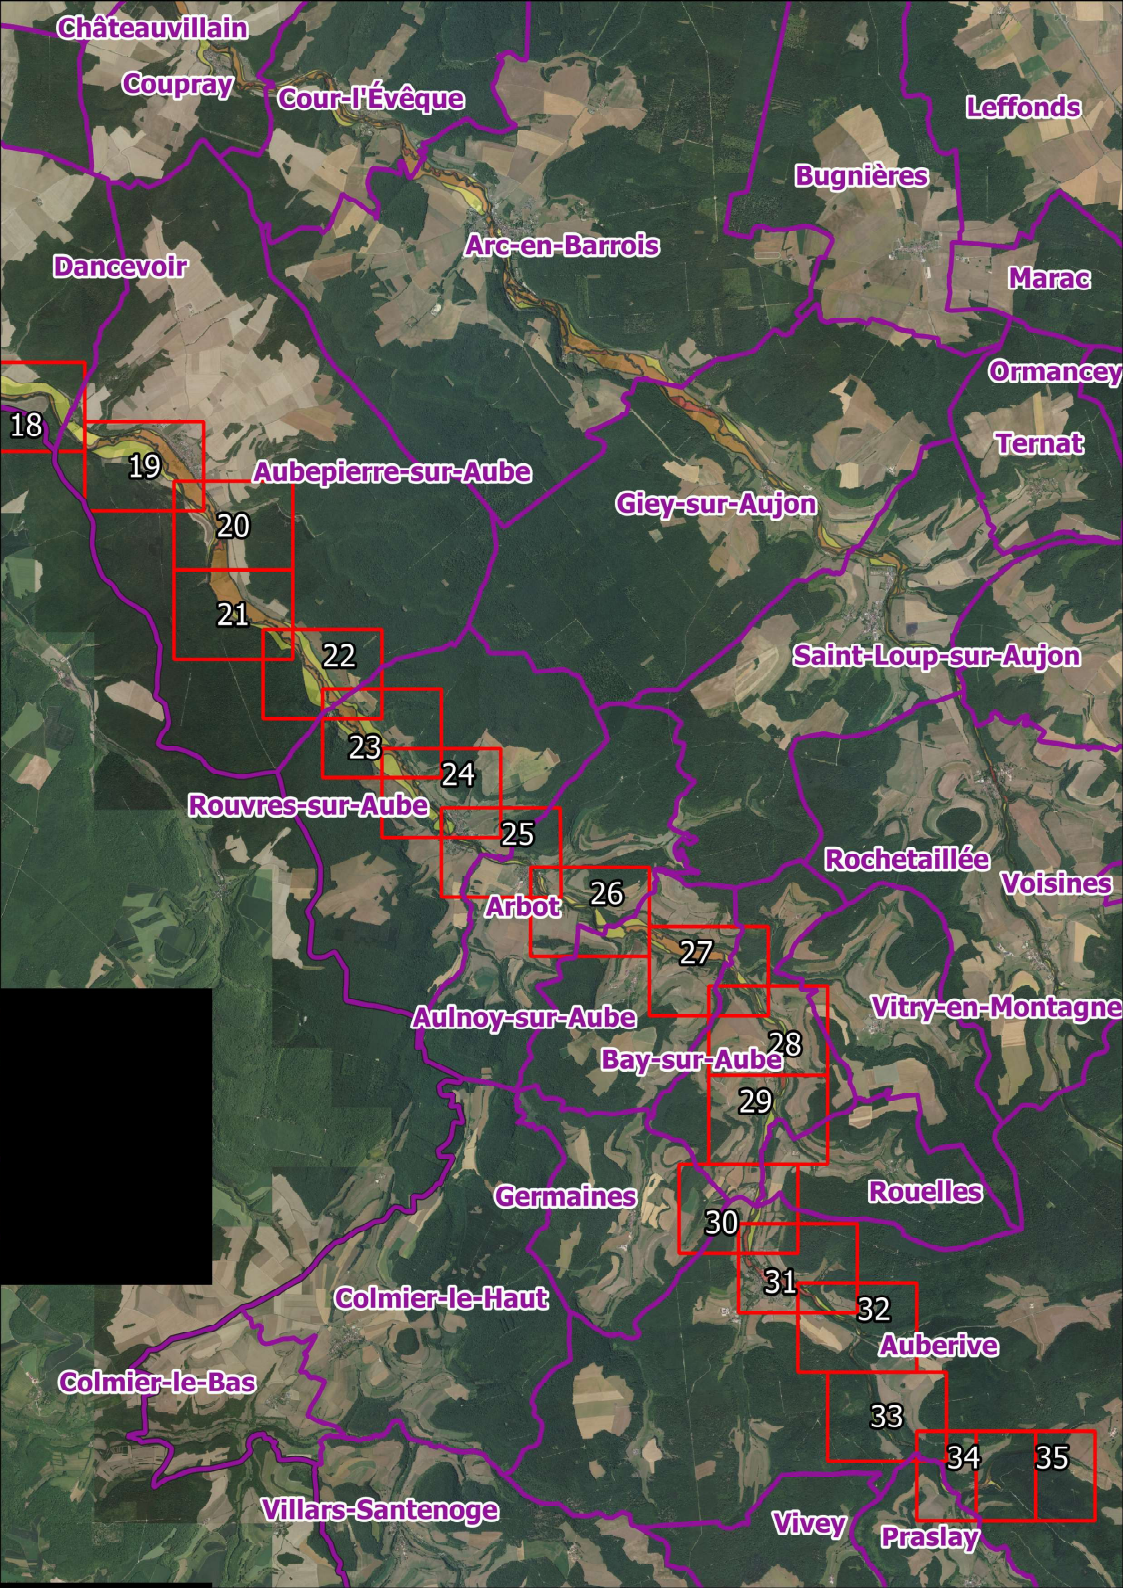 Châteauvillain
Coupray
Cour-l'Évêque
Leffonds
Bugnières
Arc-en-Barrois
Dancevoir
Marac
Ormancey
18
Ternat
19
Aubepierre-sur-Aube
Giey-sur-Aujon
20
21
22
Saint-Loup-sur-Aujon
23
24
Rouvres-sur-Aube
25
Rochetaillée
Voisines
26
Arbot
27
Vitry-en-Montagne
Aulnoy-sur-Aube
28
Bay-sur-Aube
29
Germaines
Rouelles
30
31
Colmier-le-Haut
32
Auberive
Colmier-le-Bas
33
34
35
Villars-Santenoge
Vivey
Praslay